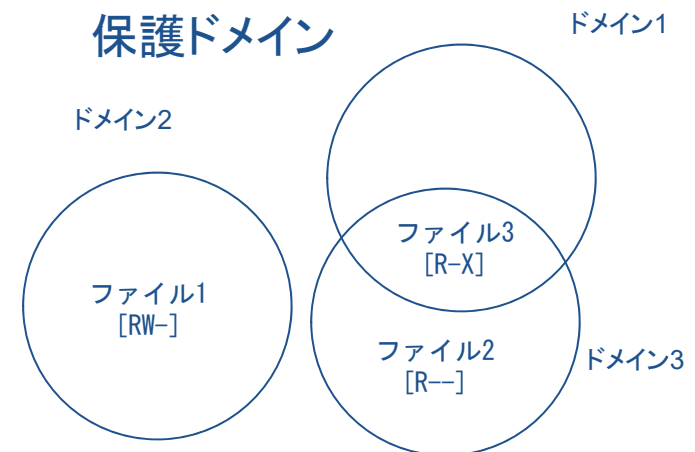 保護ドメイン
ドメイン1
ドメイン2
ファイル3
[R-X]
ファイル1
[RW-]
ファイル2
[R--]
ドメイン3